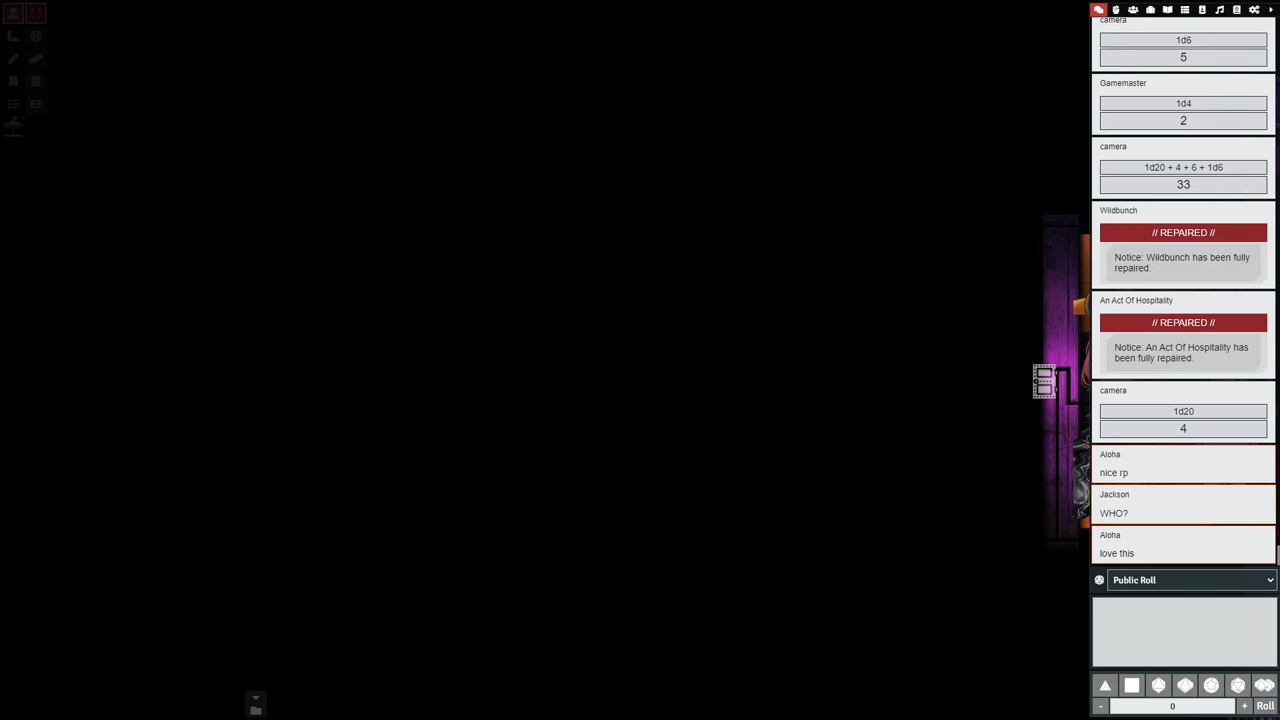 camera
1d6
5
Gamemaster
1d4
2
camera
1d20 + 4 + 6 + 1d6
33
Wildbunch
// REPAIRED //
Notice: Wildbunch has been fully
repaired.
An Act Of Hospitality
// REPAIRED //
Notice: An Act Of Hospitality has
been fully repaired.
camera
1d20
4
Aloha
nice rp
Jackson
WHO?
Aloha
love this
Public Roll
-
0
+
Roll